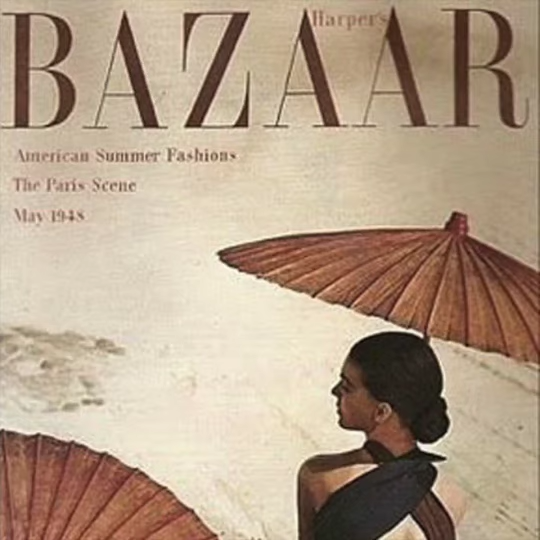 Harper's
BAZAAR
American Summer Fashions
The Paris Scene
May 1948